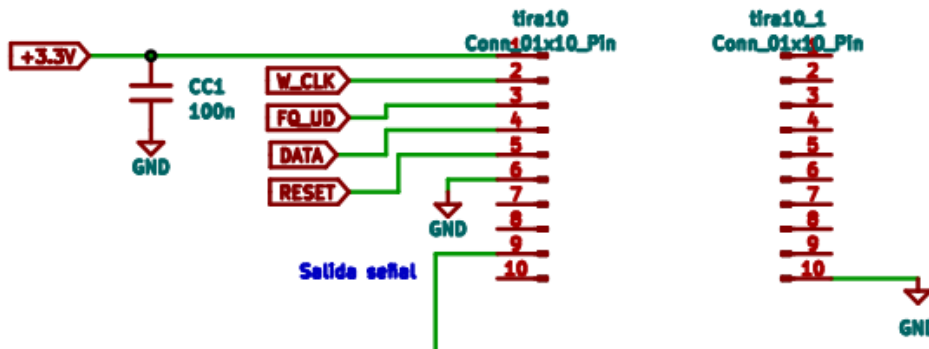 tira10
Conn_01x10_Pin
tira10_1
Conn_01x10_Pin
+3.3V
1
1
W_CLK
2
2
CC1
100n
FQ_UD
3
3
DATA
4
4
GND
RESET
5
5
6
6
7
7
GND
8
8
9
9
Salida señal
10
10
GND